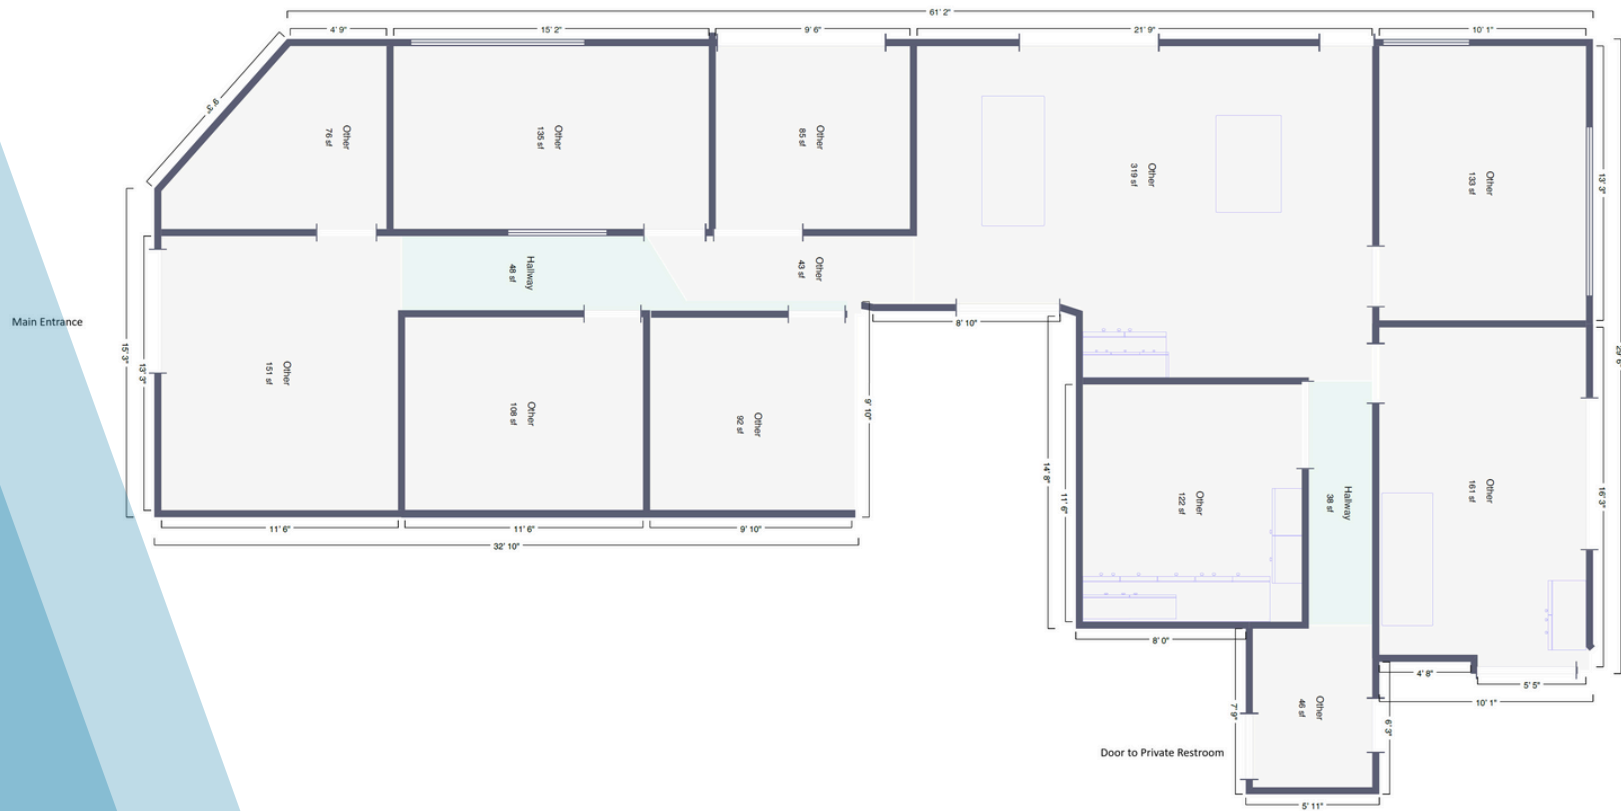 61' 2"
4' 9"
15' 2"
9' 6"
21' 9"
10' 1"
9' 3"
Other
76 sf
Other
135 sf
Other
85 sf
Other
319 sf
Other
133 sf
13' 3"
Hallway
48 sf
Other
43 sf
Main Entrance
8' 10"
15' 3"
13' 3"
Other
151 sf
Other
108 sf
Other
92 sf
9' 10"
14' 8"
11' 6"
Other
122 sf
Hallway
38 sf
Other
161 sf
16' 3"
11' 6"
11' 6"
9' 10"
32' 10"
8' 0"
4' 8"
5' 5"
10' 1"
Other
46 sf
7' 9"
6' 3"
Door to Private Restroom
5' 11"